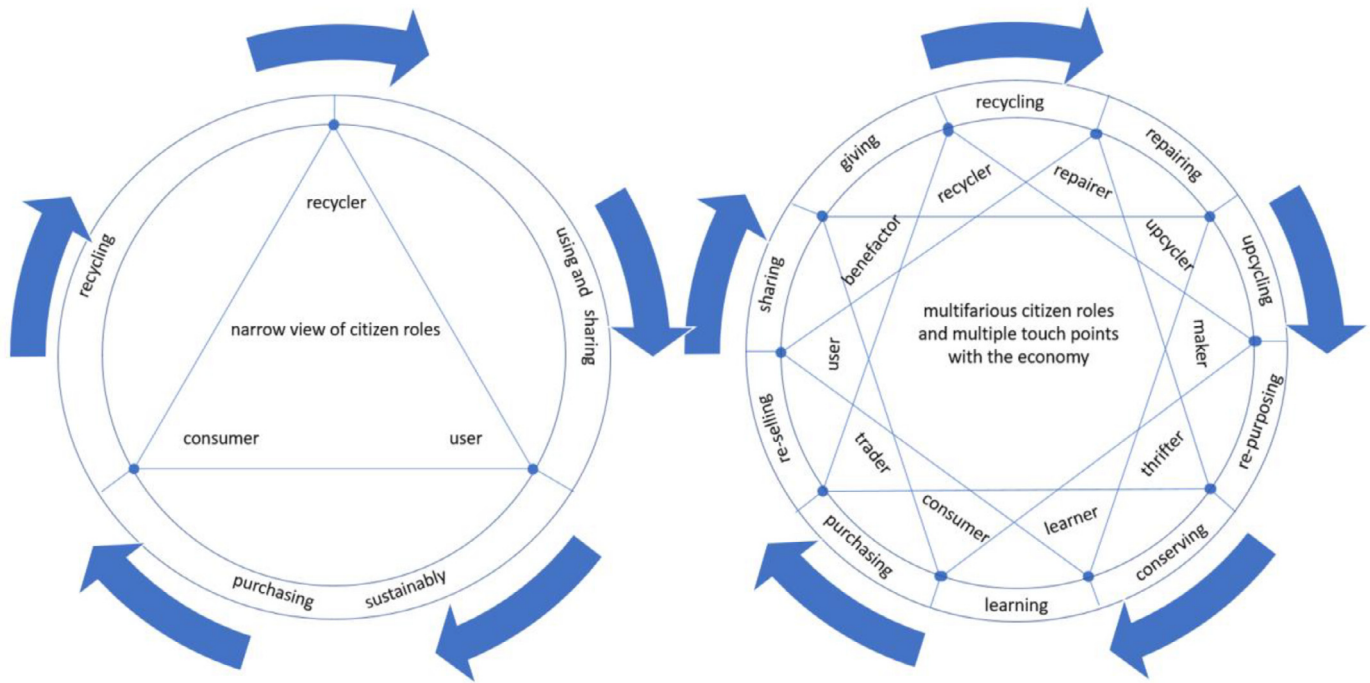 recycler
recycling
using and
sharing
narrow view of citizen roles
consumer
user
purchasing
sustainably
recycling
giving
repairing
recycler
repairer
sharing
benefactor
upcycler
upcycling
multifarious citizen roles
and multiple touch points
with the economy
user
maker
re-selling
re-purposing
trader
thrifter
consumer
learner
purchasing
conserving
learning